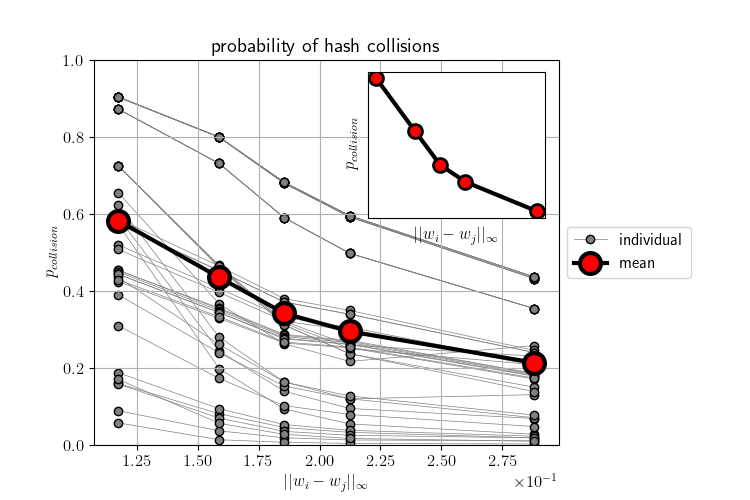 probability of hash collisions
1.0
0.8
0.6
0.4
0.2
0.0
p_collision
p_collision
||w_i − w_j||_∞
individual
mean
1.25 1.50 1.75 2.00 2.25 2.50 2.75
||w_i − w_j||_∞
×10^−1